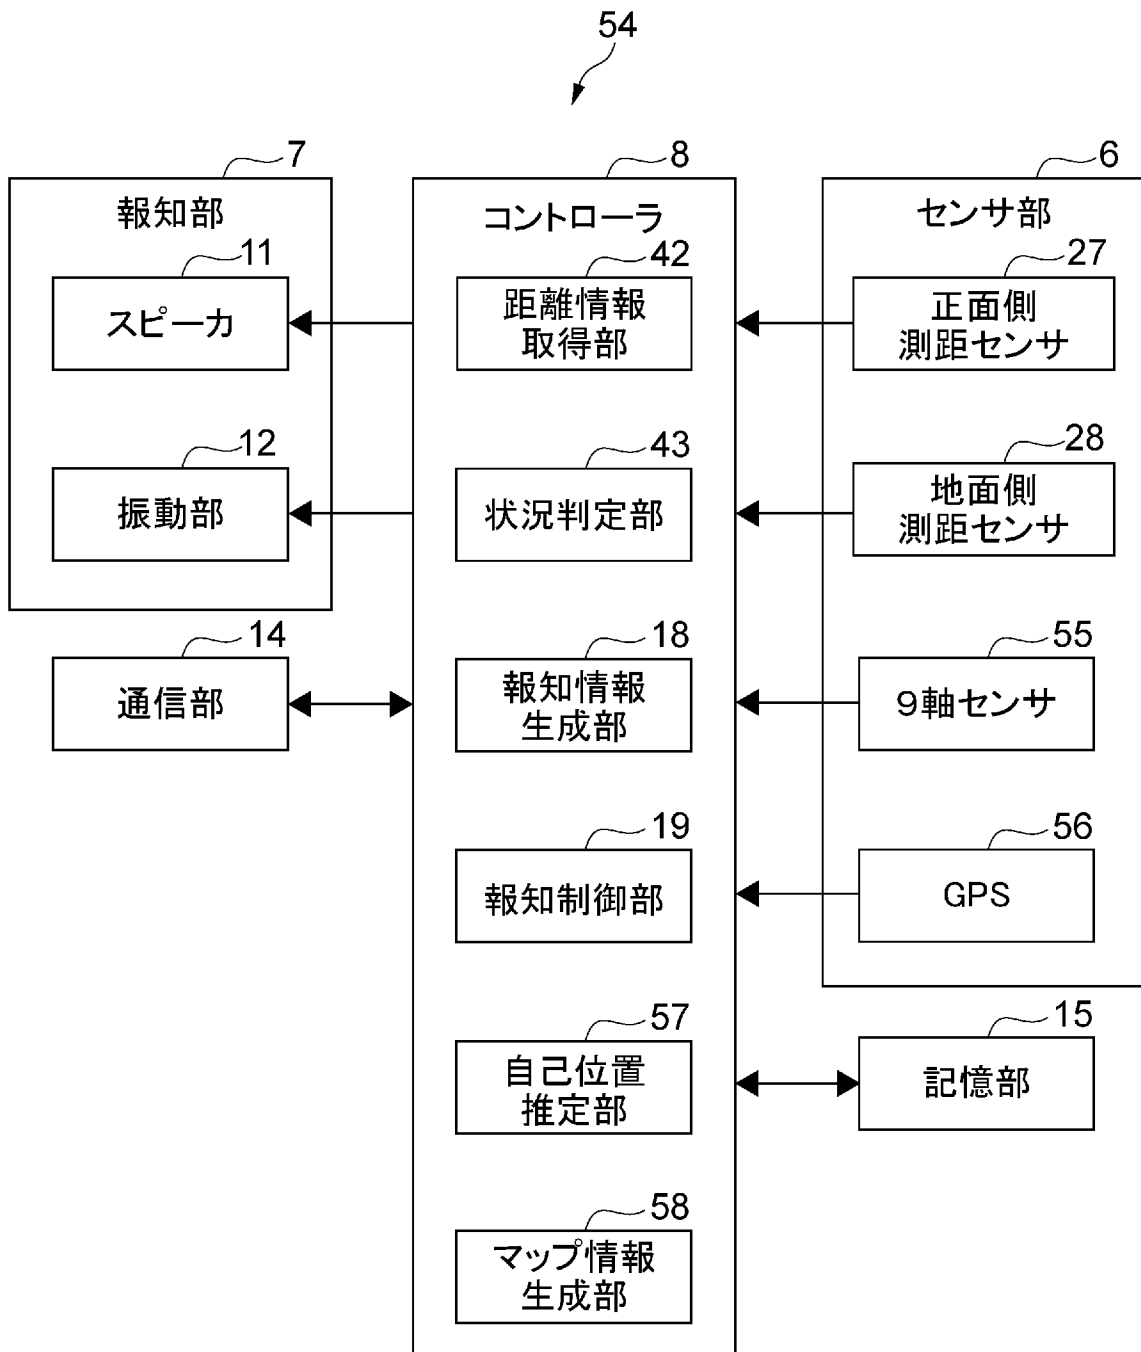 54
7
報知部
11
スピーカ
12
振動部
14
通信部
8
コントローラ
42
距離情報
取得部
43
状況判定部
18
報知情報
生成部
19
報知制御部
57
自己位置
推定部
58
マップ情報
生成部
6
センサ部
27
正面側
測距センサ
28
地面側
測距センサ
55
９軸センサ
56
GPS
15
記憶部